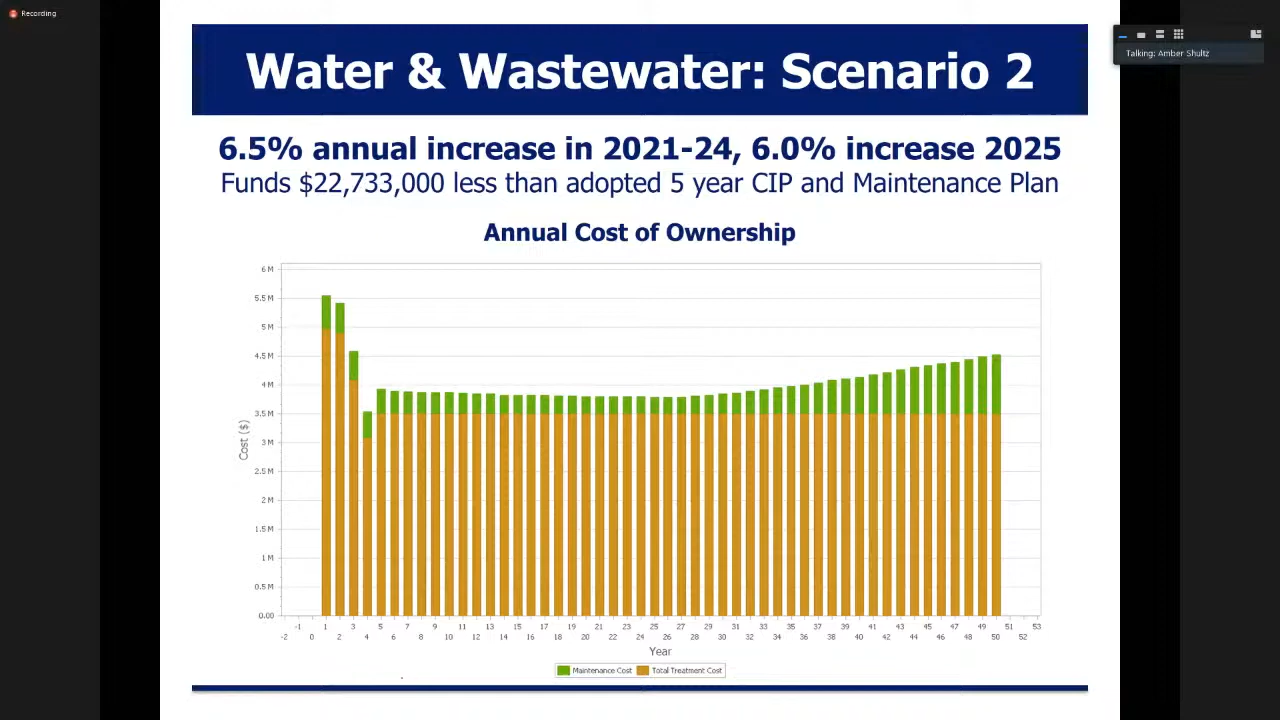 Recording
Talking: Amber Shultz
Water & Wastewater: Scenario 2
6.5% annual increase in 2021-24, 6.0% increase 2025
Funds $22,733,000 less than adopted 5 year CIP and Maintenance Plan
Annual Cost of Ownership
6 M
5.5 M
5 M
4.5 M
4 M
3.5 M
3 M
2.5 M
2 M
1.5 M
1 M
0.5 M
0.00
Cost ($)
-1 1 3 5 7 9 11 13 15 17 19 21 23 25 27 29 31 33 35 37 39 41 43 45 47 49 51 53
-2 0 2 4 6 8 10 12 14 16 18 20 22 24 26 28 30 32 34 36 38 40 42 44 46 48 50 52
Year
Maintenance Cost Total Treatment Cost